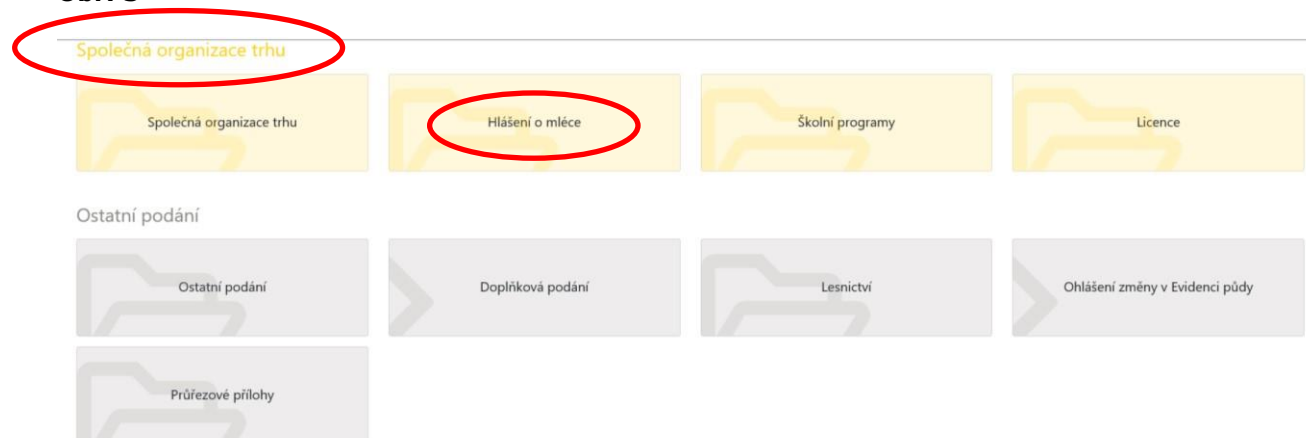 Společná organizace trhu
Společná organizace trhu
Hlášení o mléce
Školní programy
Licence
Ostatní podání
Ostatní podání
Doplňková podání
Lesnictví
Ohlášení změny v Evidenci půdy
Průřezové přílohy